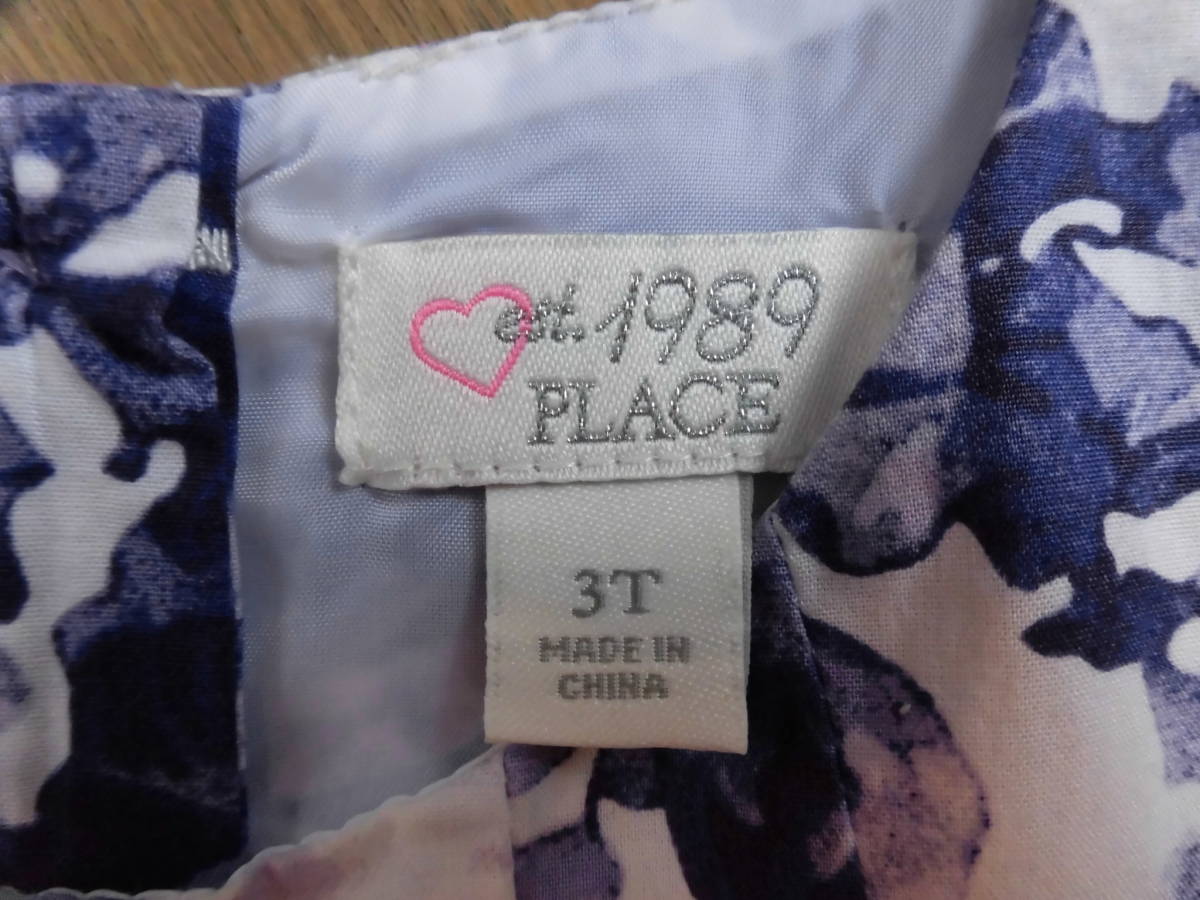 est. 1989
PLACE
3T
MADE IN
CHINA